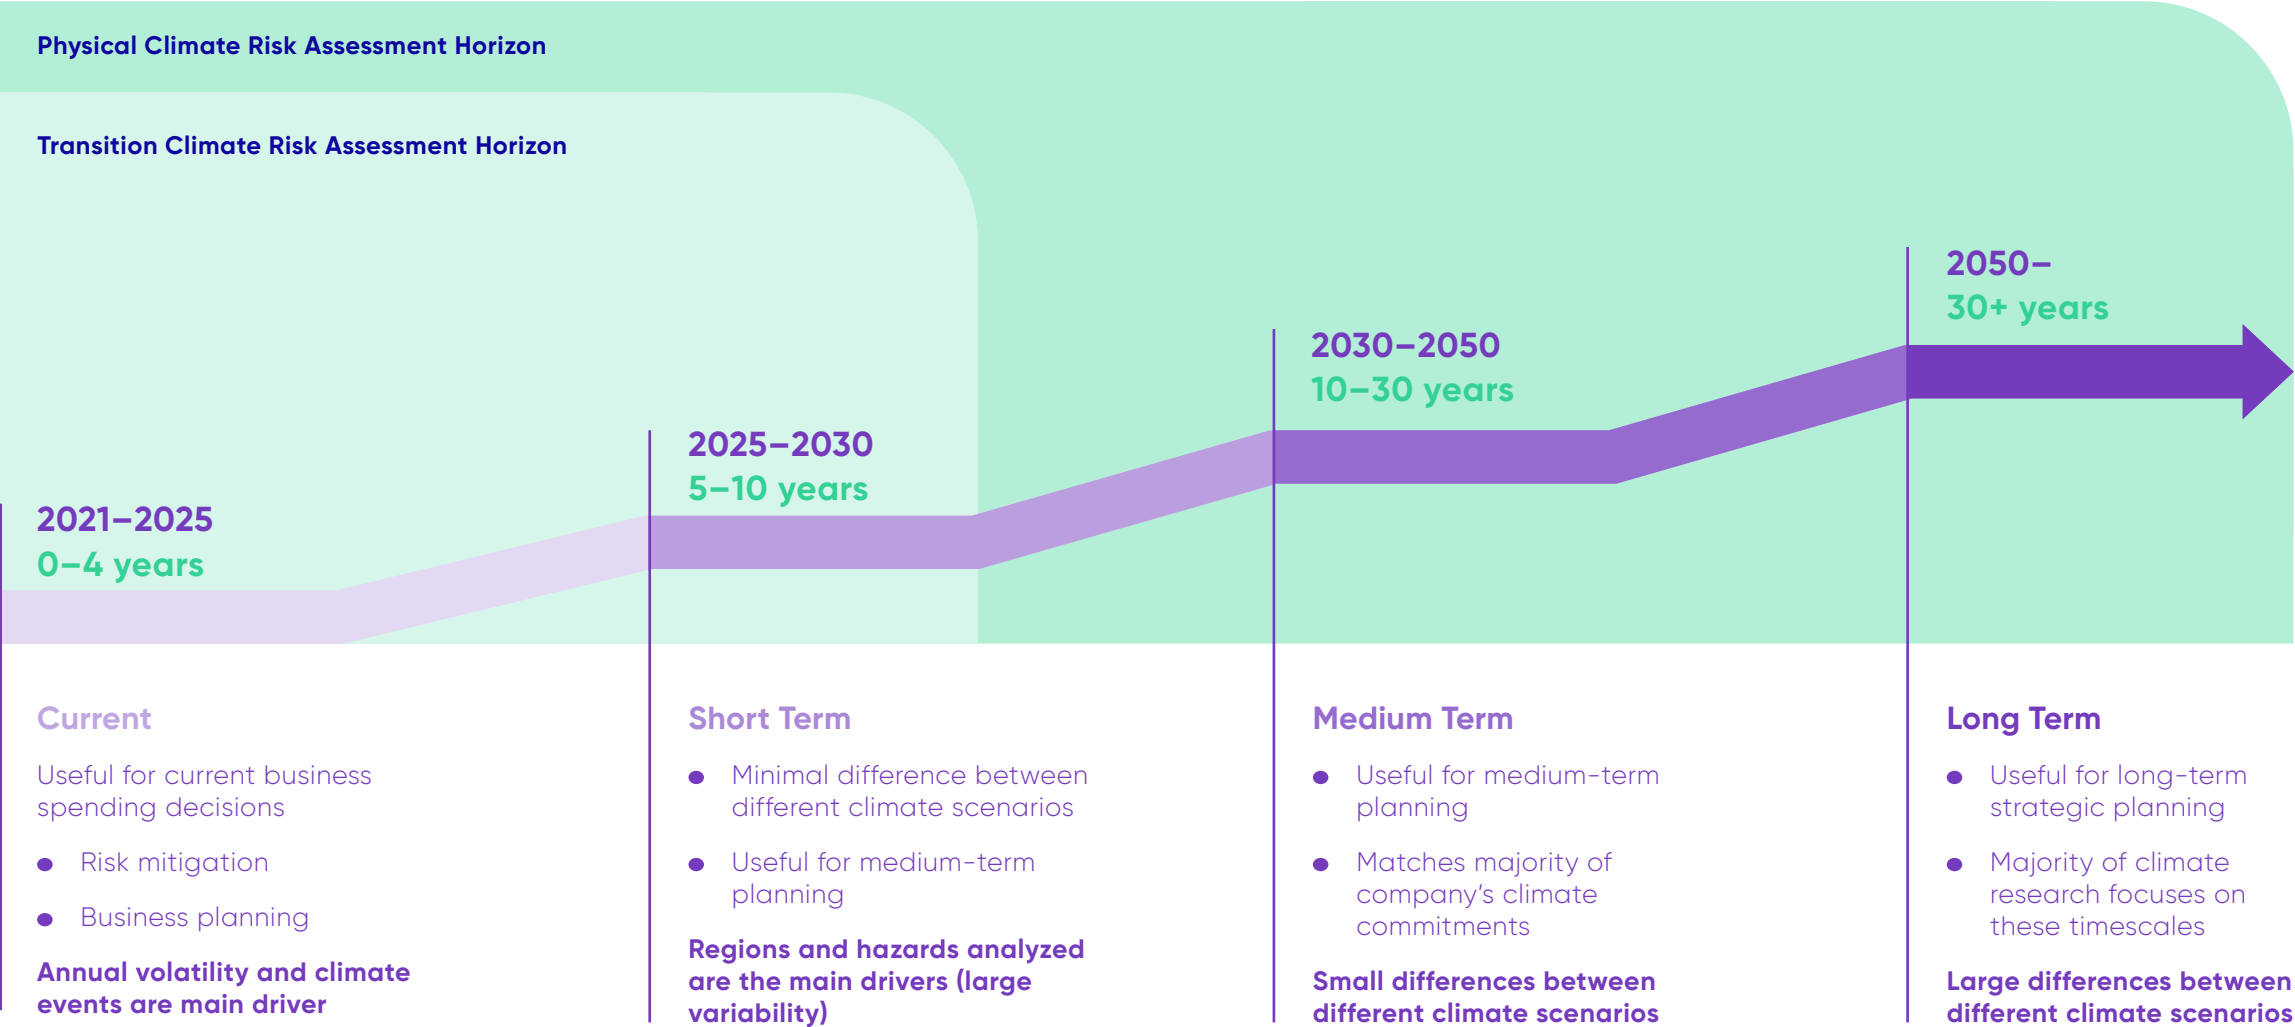 Physical Climate Risk Assessment Horizon
Transition Climate Risk Assessment Horizon
2021–2025
0–4 years
2025–2030
5–10 years
2030–2050
10–30 years
2050–
30+ years
Current
Useful for current business
spending decisions
Risk mitigation
Business planning
Annual volatility and climate
events are main driver
Short Term
Minimal difference between
different climate scenarios
Useful for medium-term
planning
Regions and hazards analyzed
are the main drivers (large
variability)
Medium Term
Useful for medium-term
planning
Matches majority of
company’s climate
commitments
Small differences between
different climate scenarios
Long Term
Useful for long-term
strategic planning
Majority of climate
research focuses on
these timescales
Large differences between
different climate scenarios